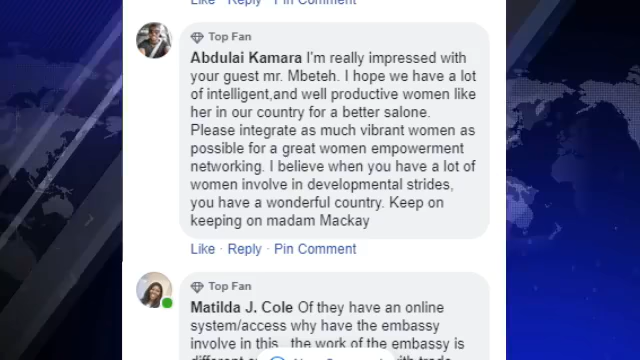 Like · Reply · Pin Comment
Top Fan
Abdulai Kamara I'm really impressed with
your guest mr. Mbeteh. I hope we have a lot
of intelligent,and well productive women like
her in our country for a better salone.
Please integrate as much vibrant women as
possible for a great women empowerment
networking. I believe when you have a lot of
women involve in developmental strides,
you have a wonderful country. Keep on
keeping on madam Mackay
Like · Reply · Pin Comment
Top Fan
Matilda J. Cole Of they have an online
system/access why have the embassy
involve in this.. the work of the embassy is
different